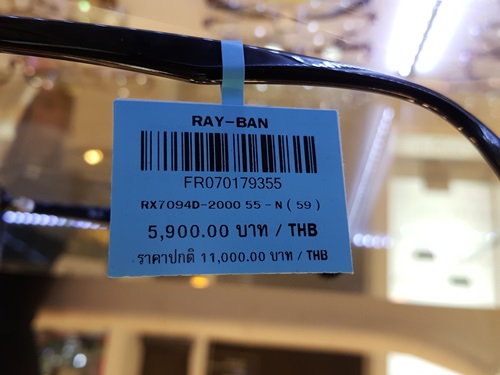 RAY-BAN
FR070179355
RX7094D-2000 55 - N ( 59 )
5,900.00 บาท / THB
ราคาปกติ 11,000.00 บาท / THB